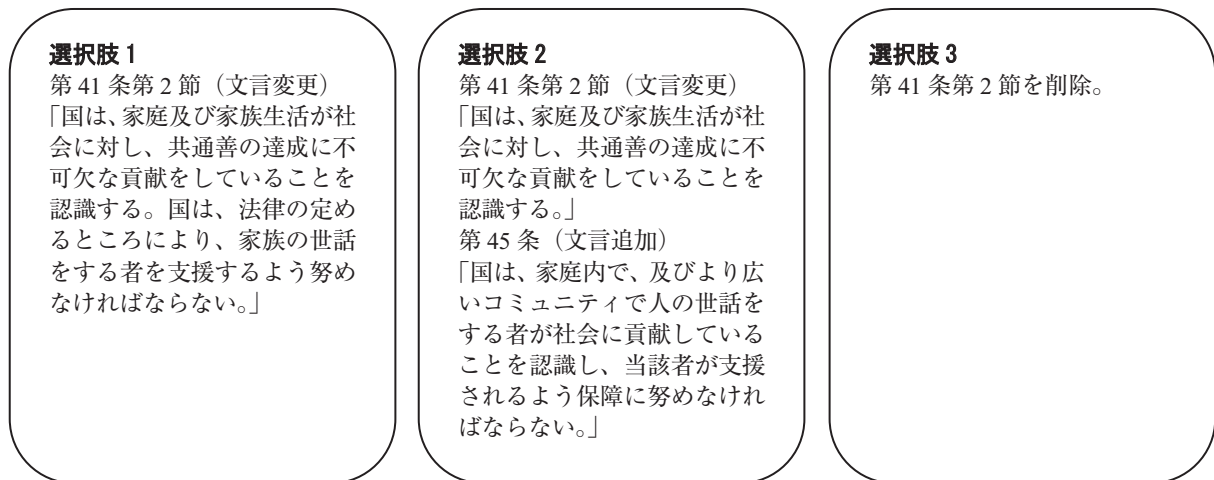 選択肢 1
第 41 条第 2 節（文言変更）
「国は、家庭及び家族生活が社
会に対し、共通善の達成に不
可欠な貢献をしていることを
認識する。国は、法律の定め
るところにより、家族の世話
をする者を支援するよう努め
なければならない。」
選択肢 2
第 41 条第 2 節（文言変更）
「国は、家庭及び家族生活が社
会に対し、共通善の達成に不
可欠な貢献をしていることを
認識する。」
第 45 条（文言追加）
「国は、家庭内で、及びより広
いコミュニティで人の世話を
する者が社会に貢献している
ことを認識し、当該者が支援
されるよう保障に努めなけれ
ばならない。」
選択肢 3
第 41 条第 2 節を削除。